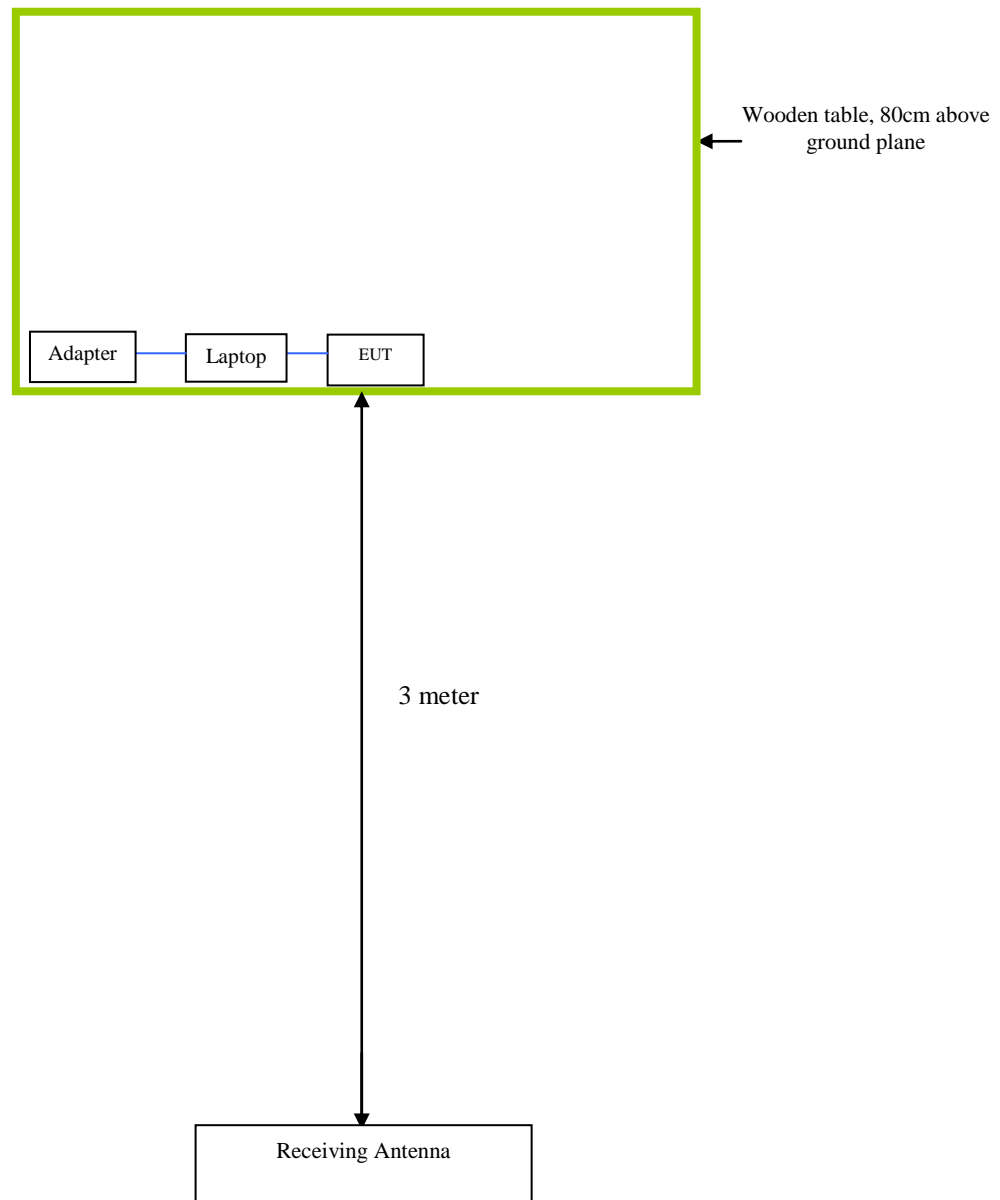 Wooden table, 80cm above
ground plane
Adapter
Laptop
EUT
3 meter
Receiving Antenna